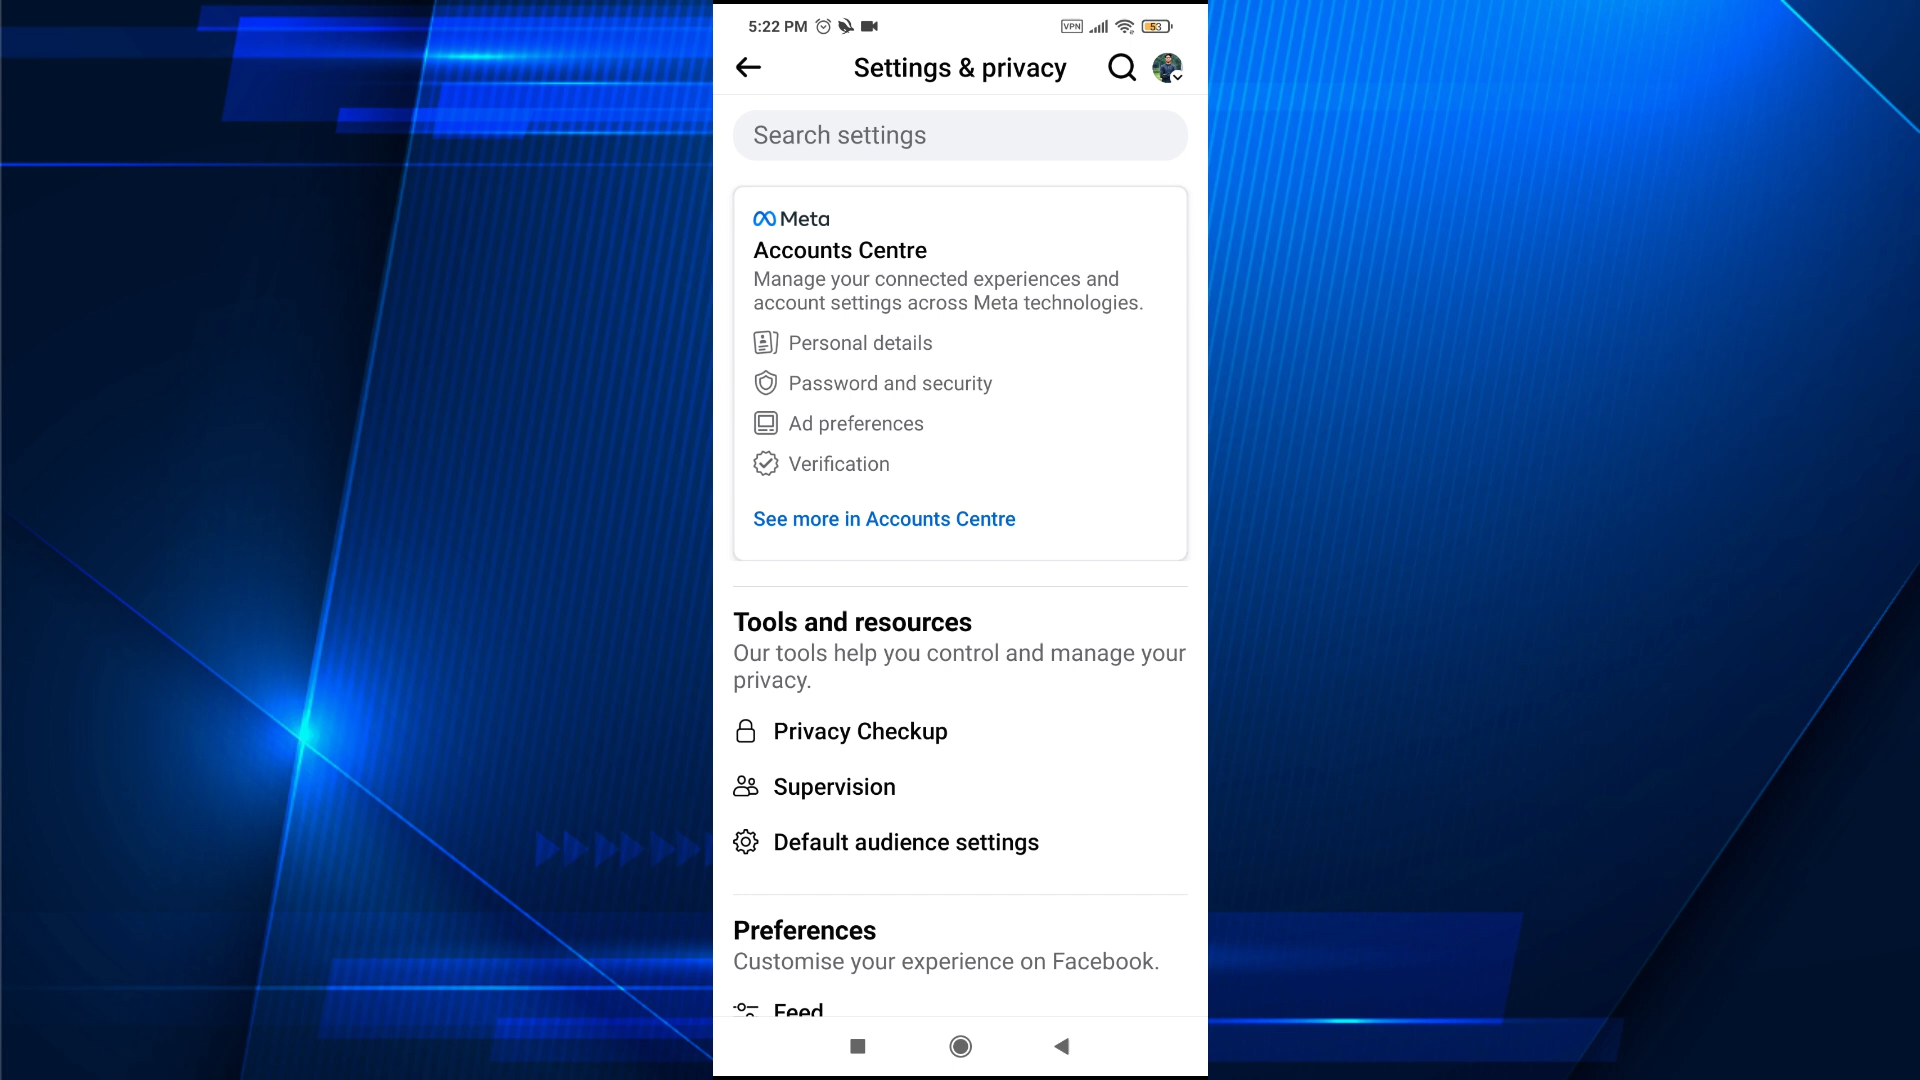 5:22 PM
VPN
53
Settings & privacy
Search settings
Meta
Accounts Centre
Manage your connected experiences and
account settings across Meta technologies.
Personal details
Password and security
Ad preferences
Verification
See more in Accounts Centre
Tools and resources
Our tools help you control and manage your
privacy.
Privacy Checkup
Supervision
Default audience settings
Preferences
Customise your experience on Facebook.
Feed